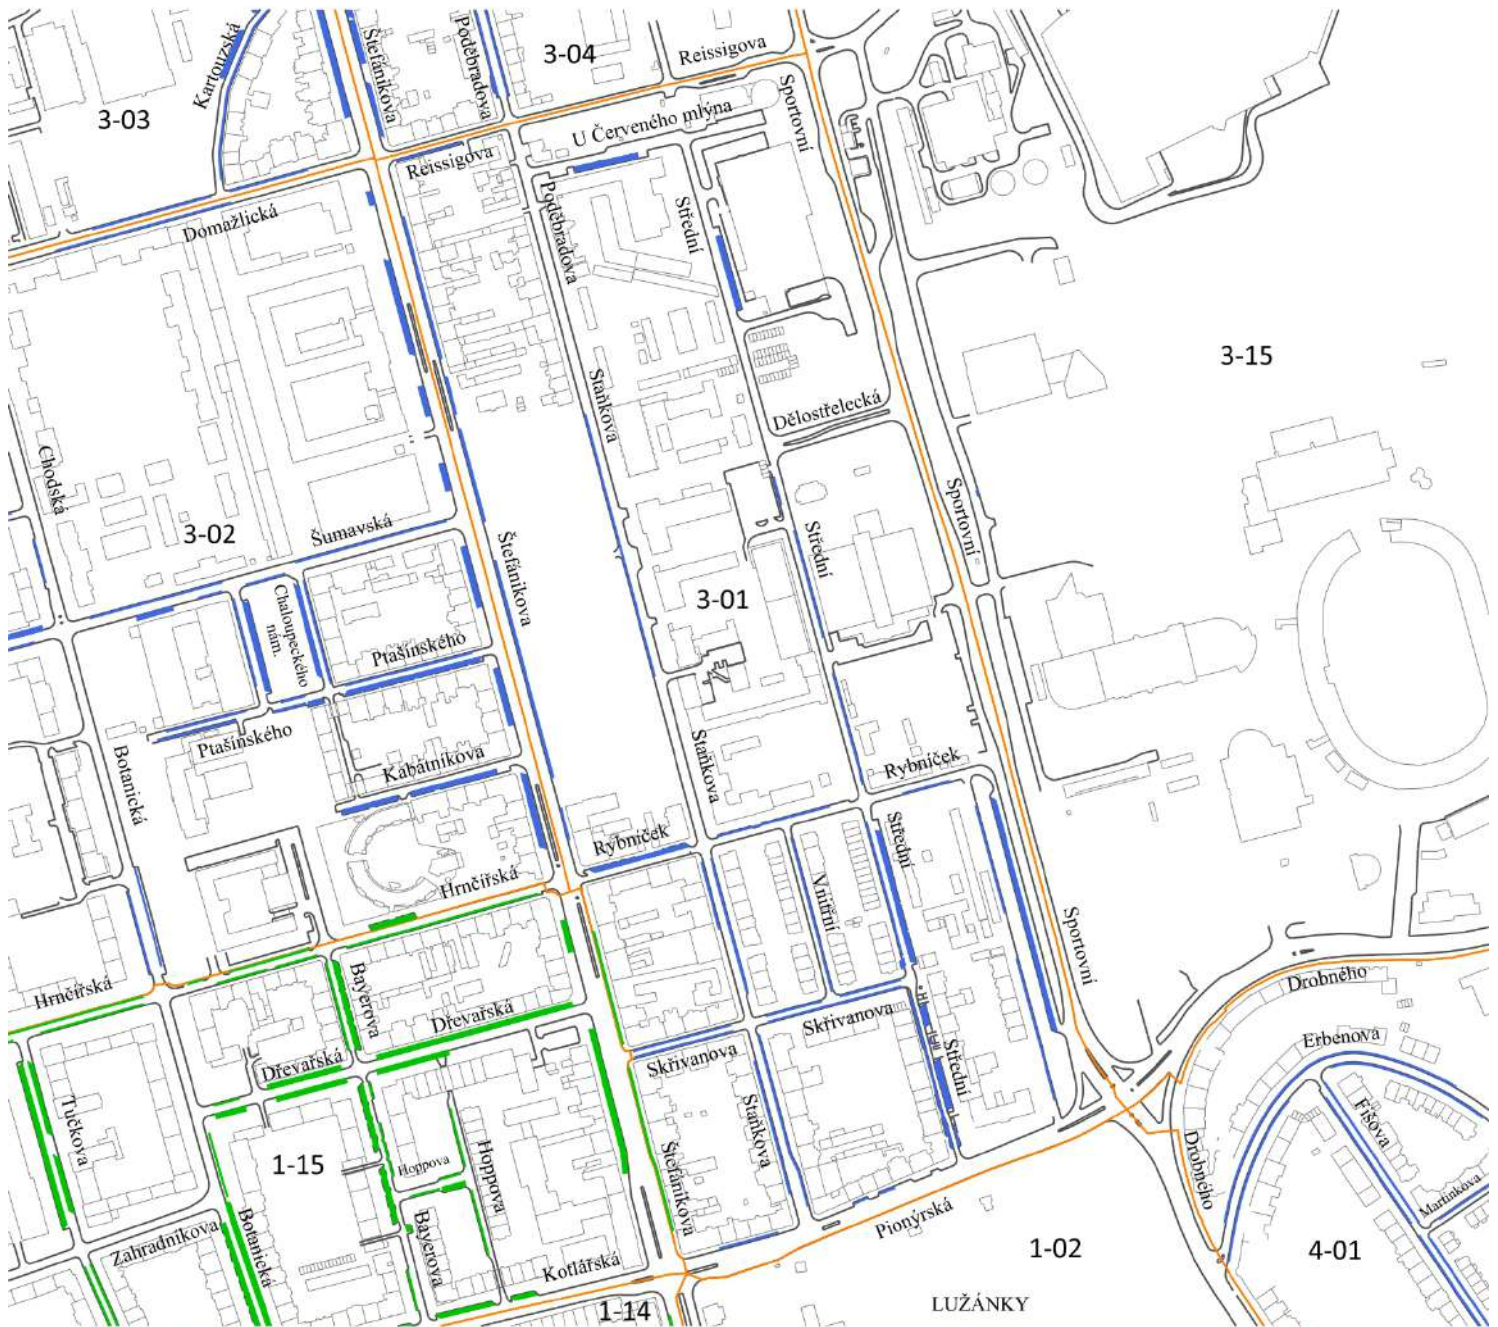 Kartouzská
Štefánikova
Poděbradova
3-04
Reissigova
3-03
U Červeného mlýna
Sportovní
Reissigova
Domažlická
Poděbradova
Střední
3-15
Staňkova
Dělostřelecká
Chodská
3-02
Šumavská
Štefánikova
Střední
Sportovní
Chaloupeckého
nám.
3-01
Ptašínského
Ptašínského
Botanická
Kabátníkova
Staňkova
Rybníček
Rybníček
Střední
Hrnčířská
Vnitřní
Sportovní
Hrnčířská
Bayerova
Dřevařská
Skřivanova
Drobného
Dřevařská
Skřivanova
Střední
Erbenova
Tučkova
Staňkova
Fišova
1-15
Hoppova
Hoppova
Štefánikova
Drobného
Martinkova
Zahradníkova
Botanická
Bayerova
Kotlářská
Pionýrská
1-02
4-01
1-14
LUŽÁNKY